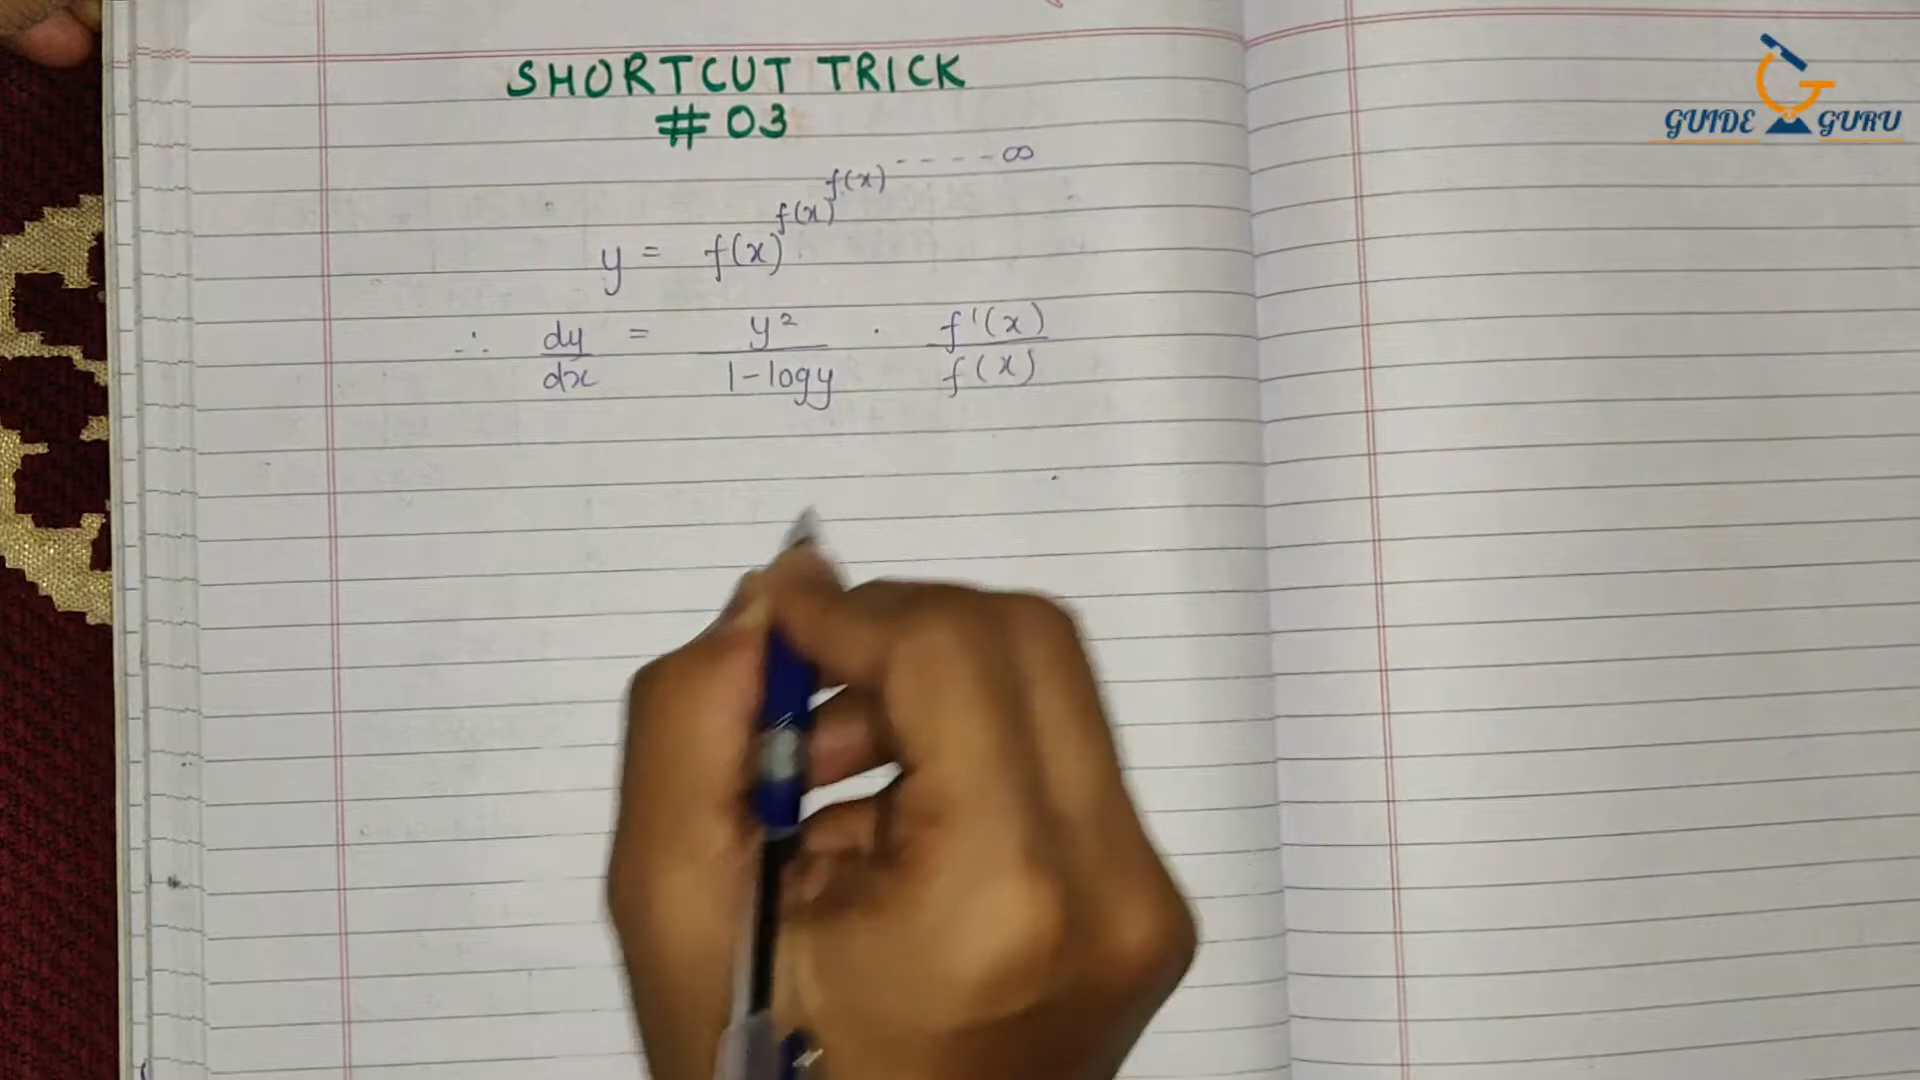 SHORTCUT TRICK
# 03
GUIDE GURU
y = f(x)^f(x)^f(x)^----∞
∴ dy/dx = y²/1-logy · f'(x)/f(x)